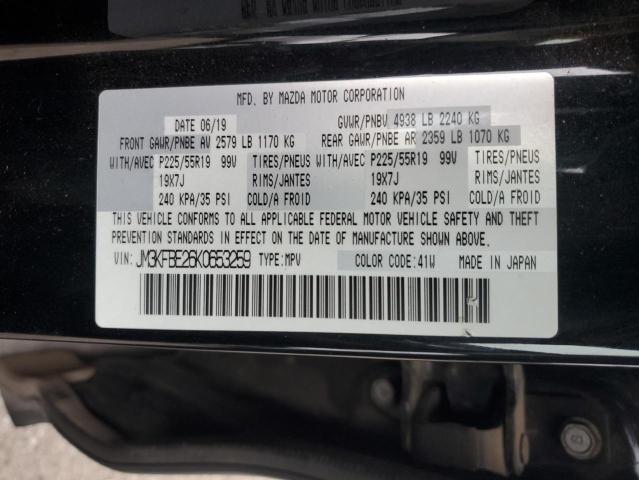 MFD. BY MAZDA MOTOR CORPORATION
DATE 06/19 GVWR/PNBV 4938 LB 2240 KG
FRONT GAWR/PNBE AV 2579 LB 1170 KG REAR GAWR/PNBE AR 2359 LB 1070 KG
WITH/AVEC P225/55R19 99V TIRES/PNEUS WITH/AVEC P225/55R19 99V TIRES/PNEUS
19X7J RIMS/JANTES 19X7J RIMS/JANTES
240 KPA/35 PSI COLD/A FROID 240 KPA/35 PSI COLD/A FROID
THIS VEHICLE CONFORMS TO ALL APPLICABLE FEDERAL MOTOR VEHICLE SAFETY AND THEFT
PREVENTION STANDARDS IN EFFECT ON THE DATE OF MANUFACTURE SHOWN ABOVE.
VIN: JM3KFBE26K0653259 TYPE:MPV COLOR CODE:41W MADE IN JAPAN
8